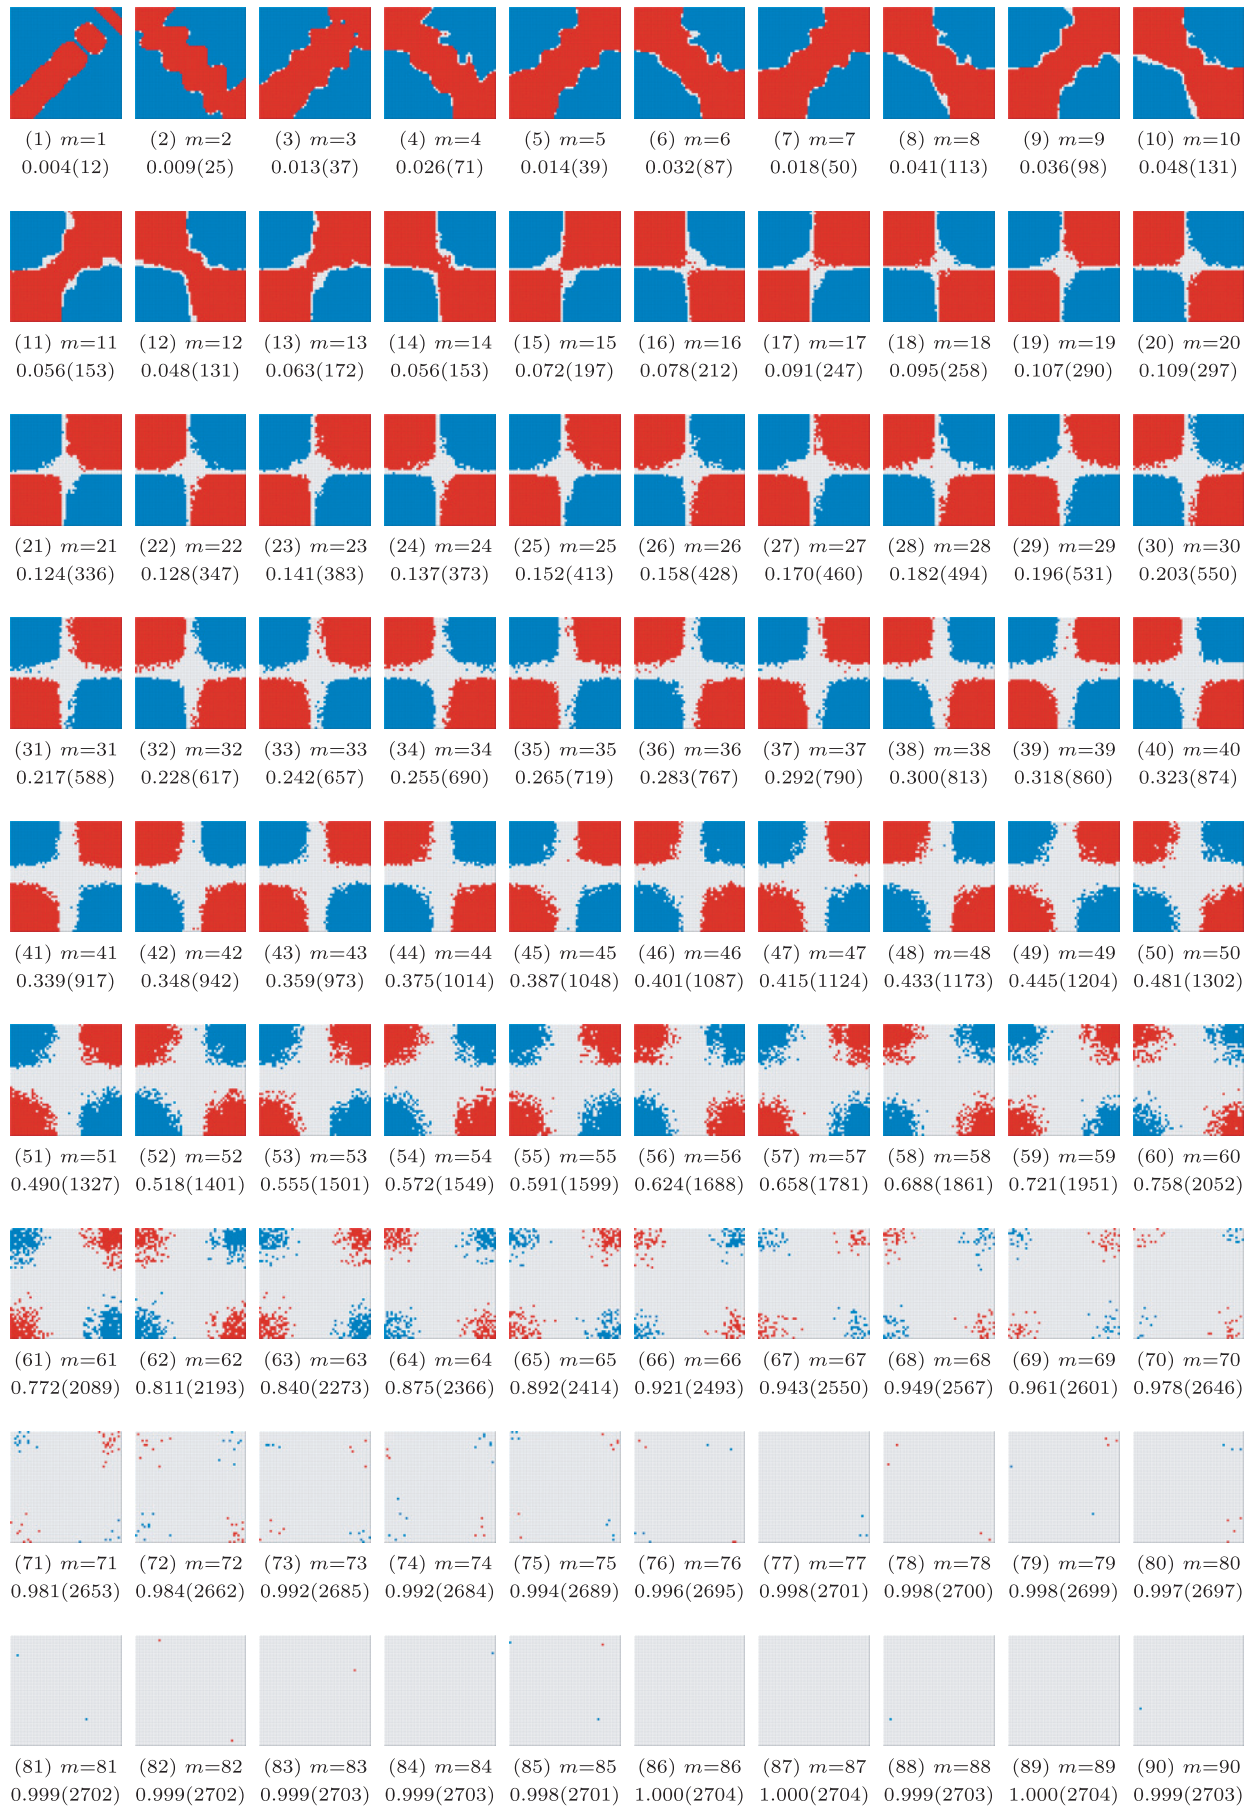 (1) m=1 (2) m=2 (3) m=3 (4) m=4 (5) m=5 (6) m=6 (7) m=7 (8) m=8 (9) m=9 (10) m=10
0.004(12) 0.009(25) 0.013(37) 0.026(71) 0.014(39) 0.032(87) 0.018(50) 0.041(113) 0.036(98) 0.048(131)
(11) m=11 (12) m=12 (13) m=13 (14) m=14 (15) m=15 (16) m=16 (17) m=17 (18) m=18 (19) m=19 (20) m=20
0.056(153) 0.048(131) 0.063(172) 0.056(153) 0.072(197) 0.078(212) 0.091(247) 0.095(258) 0.107(290) 0.109(297)
(21) m=21 (22) m=22 (23) m=23 (24) m=24 (25) m=25 (26) m=26 (27) m=27 (28) m=28 (29) m=29 (30) m=30
0.124(336) 0.128(347) 0.141(383) 0.137(373) 0.152(413) 0.158(428) 0.170(460) 0.182(494) 0.196(531) 0.203(550)
(31) m=31 (32) m=32 (33) m=33 (34) m=34 (35) m=35 (36) m=36 (37) m=37 (38) m=38 (39) m=39 (40) m=40
0.217(588) 0.228(617) 0.242(657) 0.255(690) 0.265(719) 0.283(767) 0.292(790) 0.300(813) 0.318(860) 0.323(874)
(41) m=41 (42) m=42 (43) m=43 (44) m=44 (45) m=45 (46) m=46 (47) m=47 (48) m=48 (49) m=49 (50) m=50
0.339(917) 0.348(942) 0.359(973) 0.375(1014) 0.387(1048) 0.401(1087) 0.415(1124) 0.433(1173) 0.445(1204) 0.481(1302)
(51) m=51 (52) m=52 (53) m=53 (54) m=54 (55) m=55 (56) m=56 (57) m=57 (58) m=58 (59) m=59 (60) m=60
0.490(1327) 0.518(1401) 0.555(1501) 0.572(1549) 0.591(1599) 0.624(1688) 0.658(1781) 0.688(1861) 0.721(1951) 0.758(2052)
(61) m=61 (62) m=62 (63) m=63 (64) m=64 (65) m=65 (66) m=66 (67) m=67 (68) m=68 (69) m=69 (70) m=70
0.772(2089) 0.811(2193) 0.840(2273) 0.875(2366) 0.892(2414) 0.921(2493) 0.943(2550) 0.949(2567) 0.961(2601) 0.978(2646)
(71) m=71 (72) m=72 (73) m=73 (74) m=74 (75) m=75 (76) m=76 (77) m=77 (78) m=78 (79) m=79 (80) m=80
0.981(2653) 0.984(2662) 0.992(2685) 0.992(2684) 0.994(2689) 0.996(2695) 0.998(2701) 0.998(2700) 0.998(2699) 0.997(2697)
(81) m=81 (82) m=82 (83) m=83 (84) m=84 (85) m=85 (86) m=86 (87) m=87 (88) m=88 (89) m=89 (90) m=90
0.999(2702) 0.999(2702) 0.999(2703) 0.999(2703) 0.998(2701) 1.000(2704) 1.000(2704) 0.999(2703) 1.000(2704) 0.999(2703)